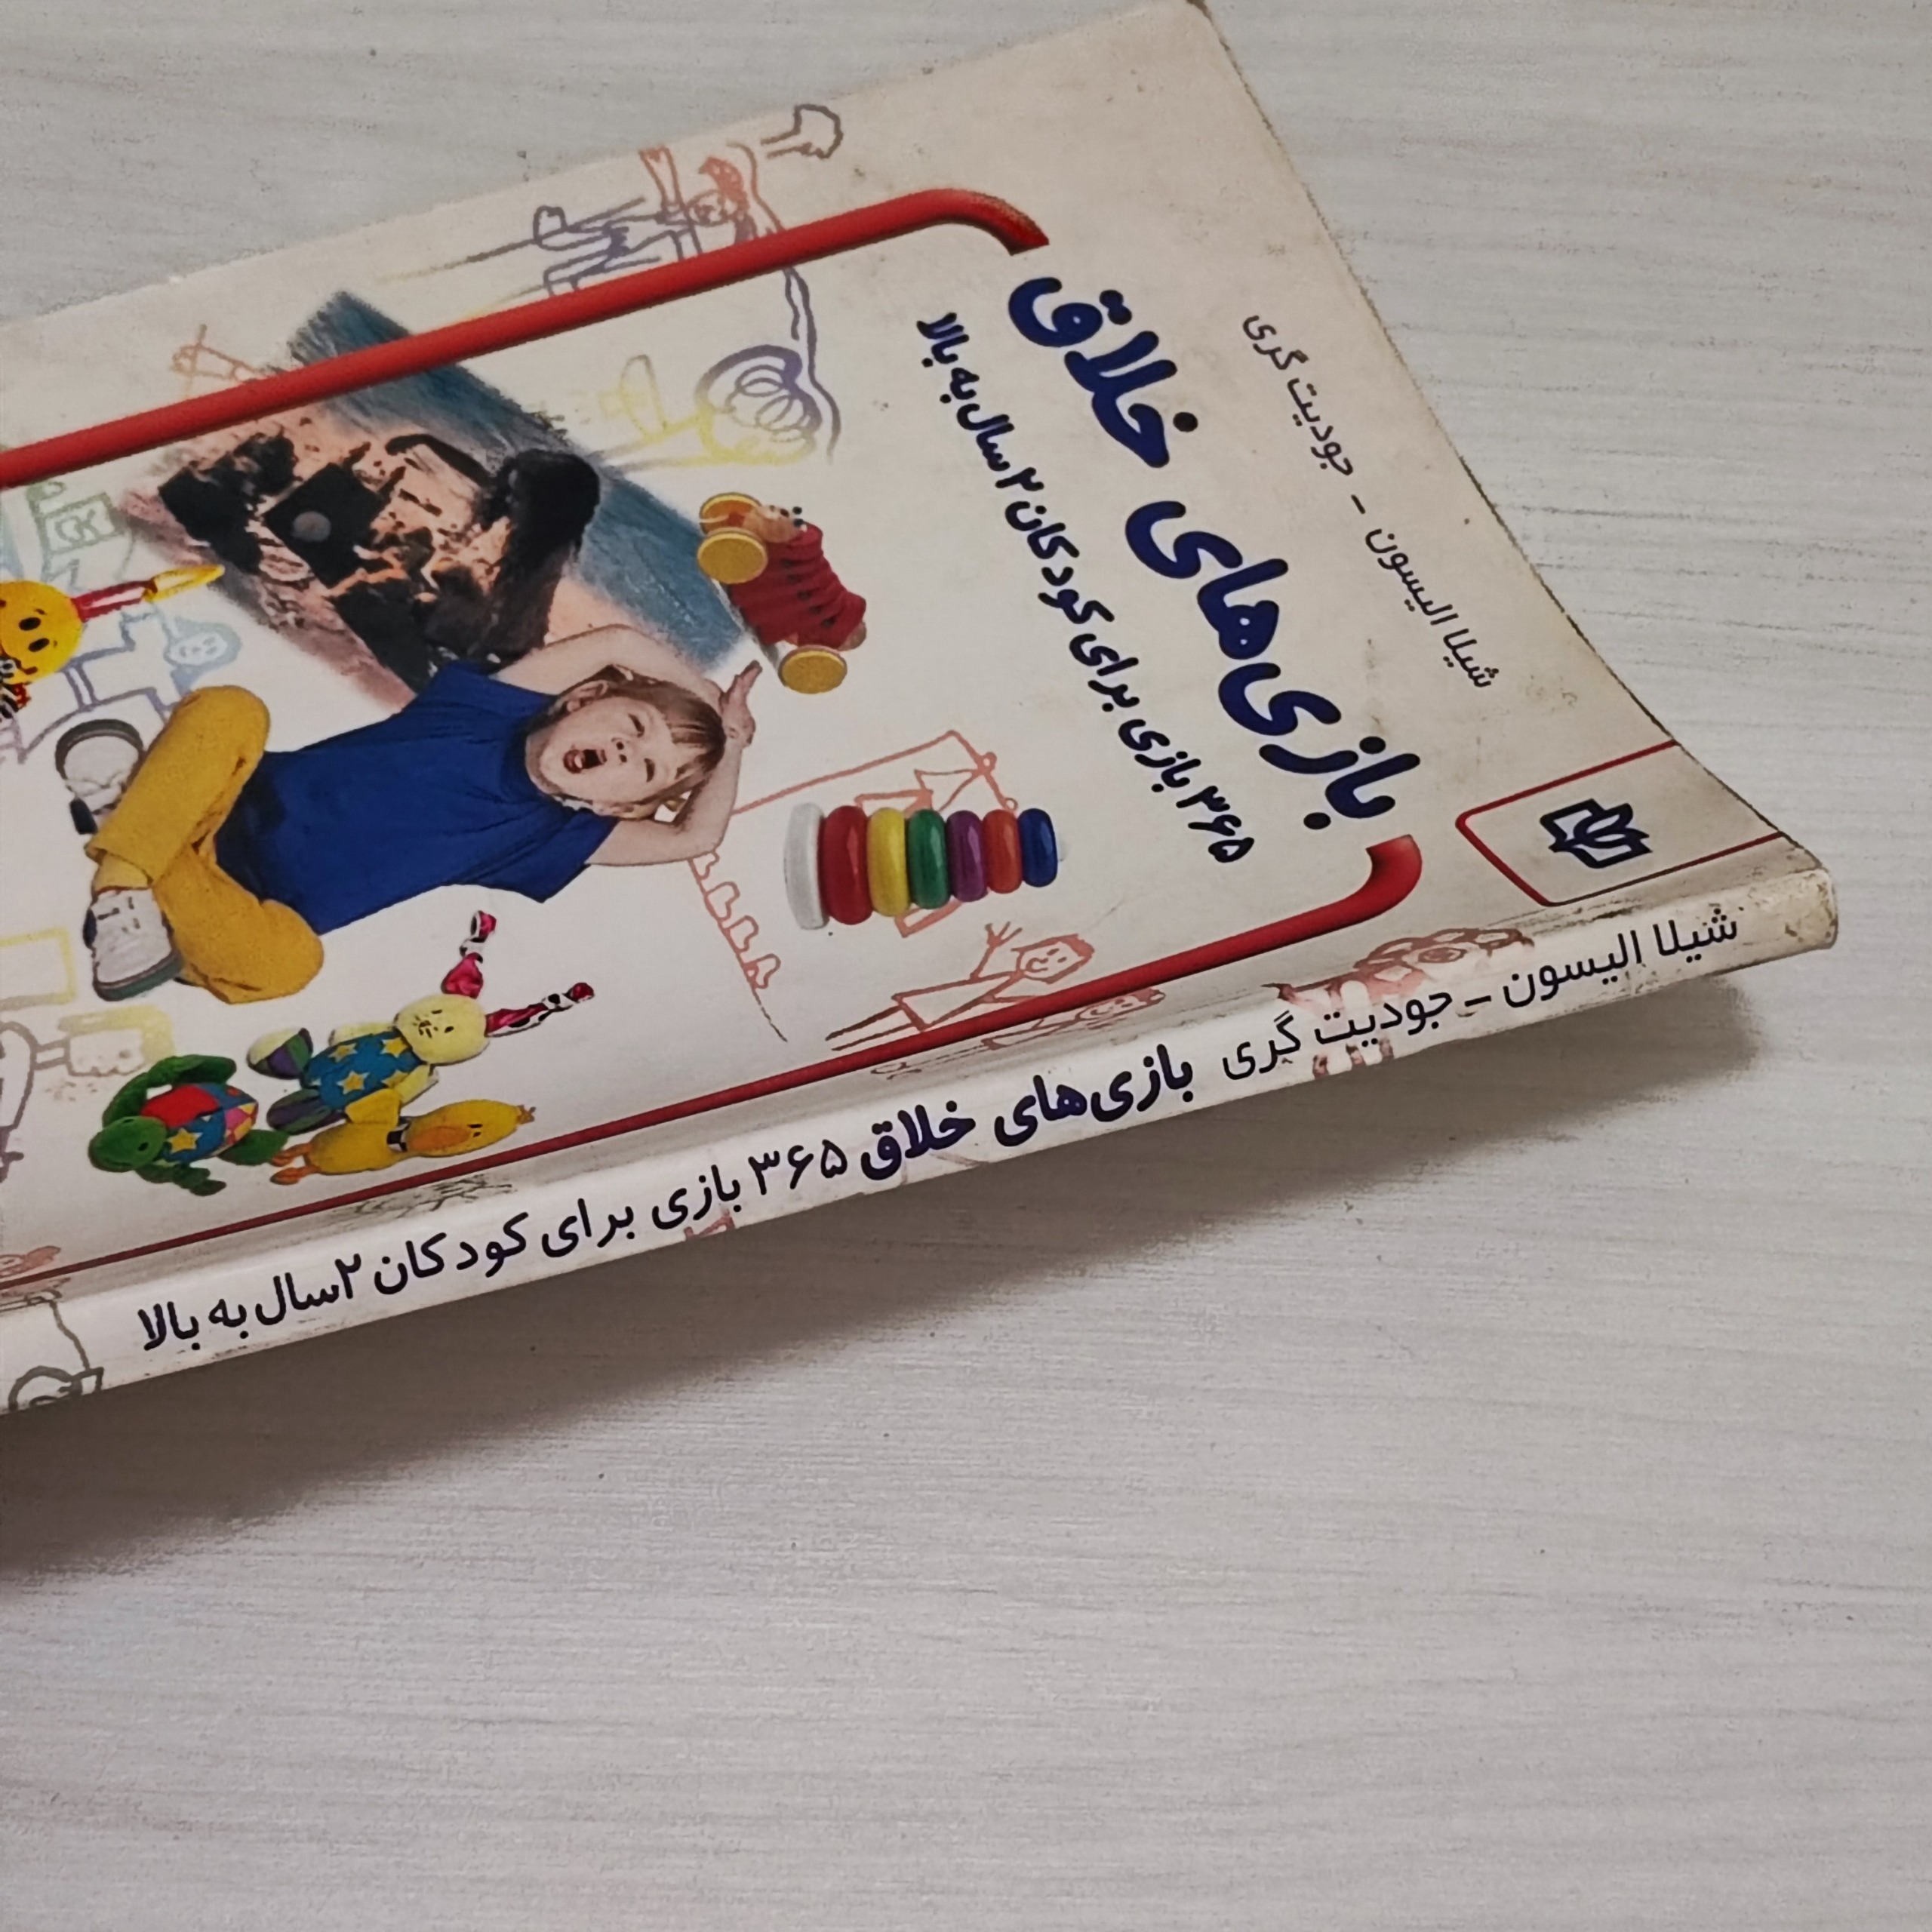 شیلا الیسون - جودیت گری
بازی‌های خلاق
۳۶۵ بازی برای کودکان ۲ سال به بالا
شیلا الیسون - جودیت گری بازی‌های خلاق ۳۶۵ بازی برای کودکان ۲ سال به بالا